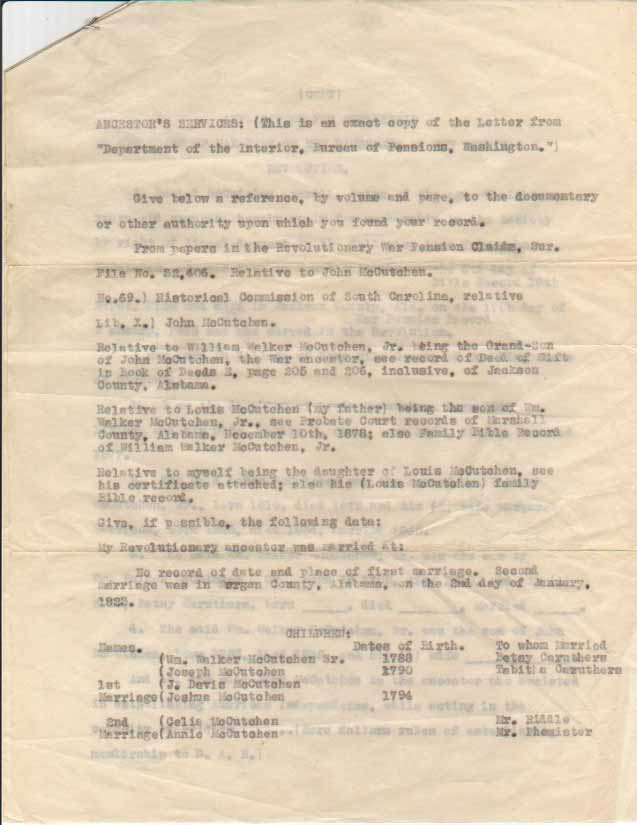 (COPY)
ANCESTOR'S SERVICES: (This is an exact copy of the Letter from
"Department of the Interior, Bureau of Pensions, Washington.")
Give below a reference, by volume and page, to the documentary
or other authority upon which you found your record.
From papers in the Revolutionary War Pension Claim, Sur.
File No. 52,406. Relative to John McCutchen.
No.69.) Historical Commission of South Carolina, relative
Lib. X.) John McCutchen.
Relative to William Walker McCutchen, Jr. being the Grand-Son
of John McCutchen, the War ancestor, see record of Deed of Gift
in Book of Deeds E, page 205 and 206, inclusive, of Jackson
County, Alabama.
Relative to Louis McCutchen (my father) being the son of Wm.
Walker McCutchen, Jr., see Probate Court records of Marshall
County, Alabama, December 10th, 1878; also Family Bible Record
of William Walker McCutchen, Jr.
Relative to myself being the daughter of Louis McCutchen, see
his certificate attached; also his (Louis McCutchen) family
Bible record.
Give, if possible, the following data:
My Revolutionary ancestor was married at:
No record of date and place of first marriage. Second
marriage was in Morgan County, Alabama, on the 2nd day of January,
1823.
CHILDREN:
Names. Dates of Birth. To whom Married
(Wm. Walker McCutchen Sr. 1788 Betsy Caruthers
(Joseph McCutchen 1790 Tabitha Caruthers
1st (J. Davis McCutchen
Marriage(Joshua McCutchen 1794
2nd (Celia McCutchen Mr. Riddle
Marriage(Annie McCutchen Mr. Phemister
membership to D. A. R.)